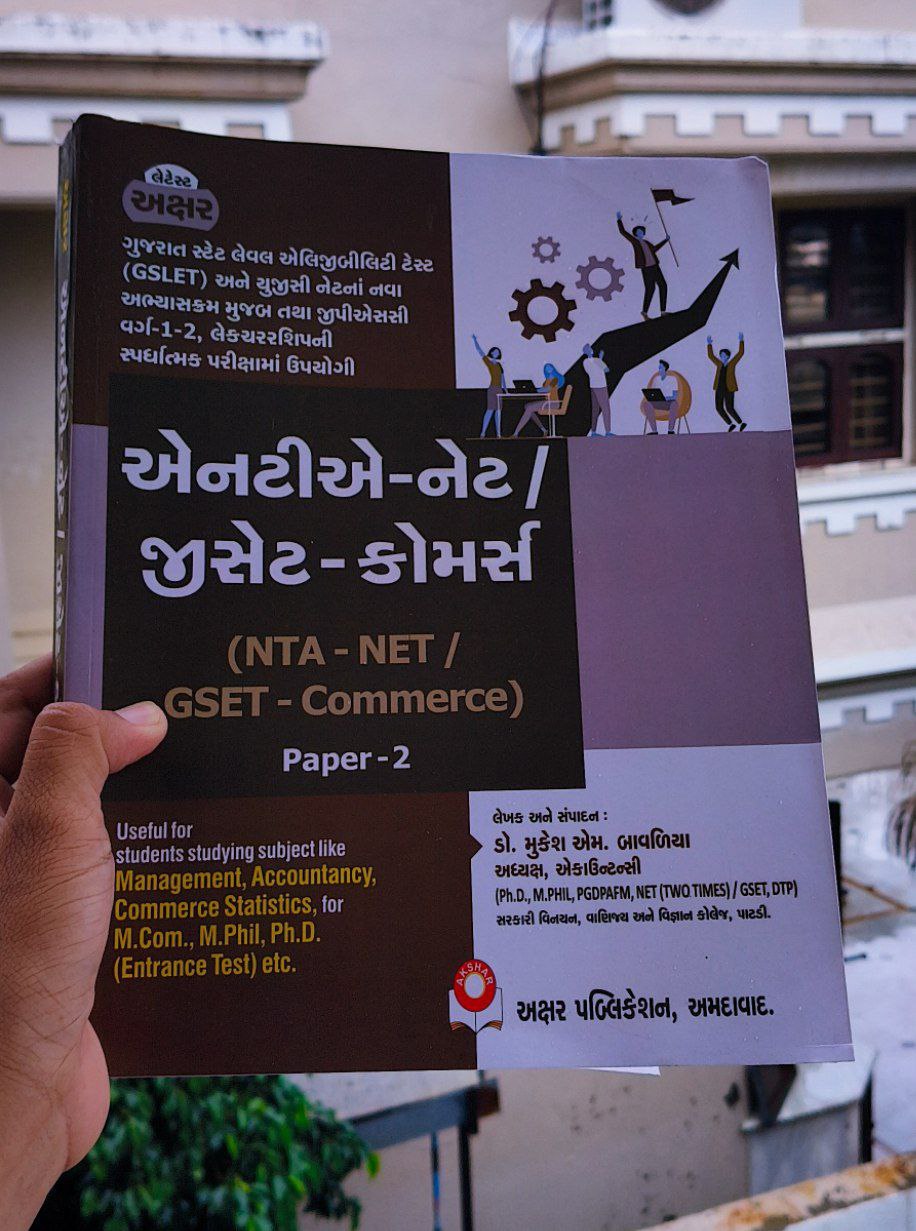 લેટેસ્ટ
અક્ષર
ગુજરાત સ્ટેટ લેવલ એલિજીબીલિટી ટેસ્ટ
(GSLET) અને યુજીસી નેટનાં નવા
અભ્યાસક્રમ મુજબ તથા જીપીએસસી
વર્ગ-1-2, લેકચરરશિપની
સ્પર્ધાત્મક પરીક્ષામાં ઉપયોગી
એનટીએ-નેટ /
જીસેટ - કોમર્સ
(NTA - NET /
GSET - Commerce)
Paper - 2
Useful for
students studying subject like
Management, Accountancy,
Commerce Statistics, for
M.Com., M.Phil, Ph.D.
(Entrance Test) etc.
લેખક અને સંપાદન :
ડો. મુકેશ એમ. બાવળિયા
અધ્યક્ષ, એકાઉન્ટન્સી
(Ph.D., M.PHIL, PGDPAFM, NET (TWO TIMES) / GSET, DTP)
સરકારી વિનયન, વાણિજ્ય અને વિજ્ઞાન કોલેજ, પાટડી.
AKSHAR
અક્ષર પબ્લિકેશન, અમદાવાદ.